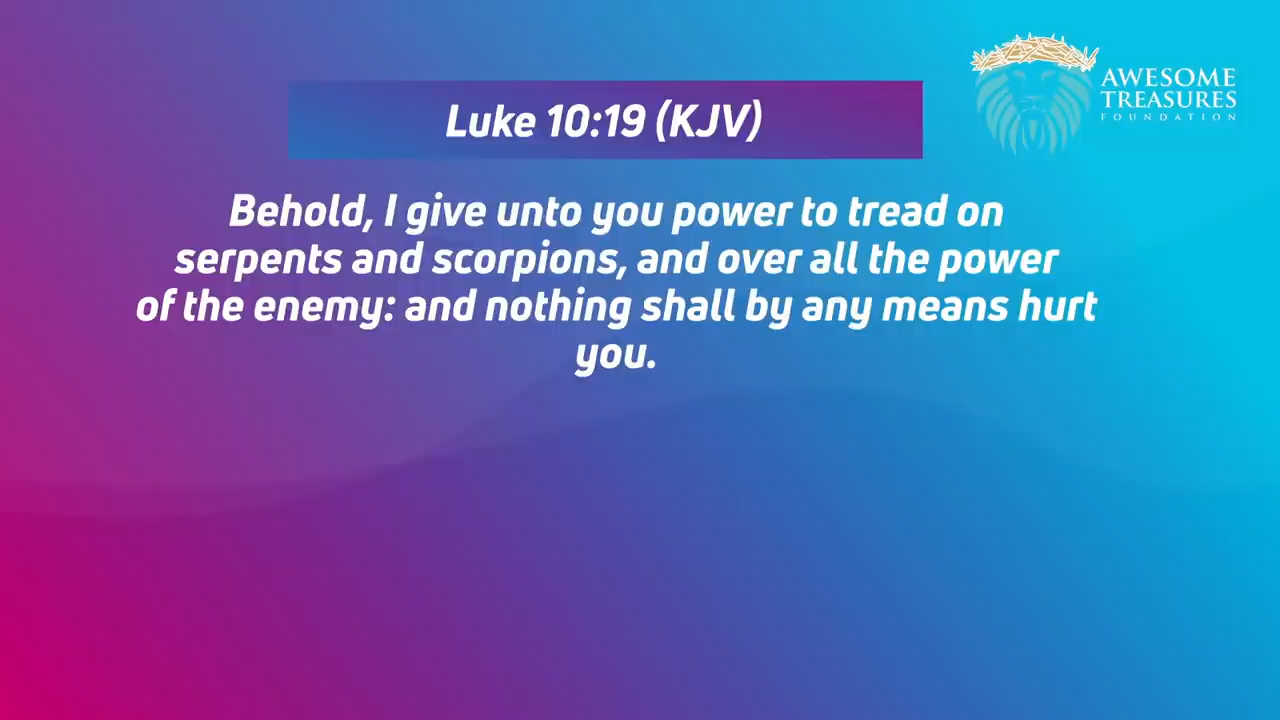 Luke 10:19 (KJV)
AWESOME
TREASURES
FOUNDATION
Behold, I give unto you power to tread on
serpents and scorpions, and over all the power
of the enemy: and nothing shall by any means hurt
you.